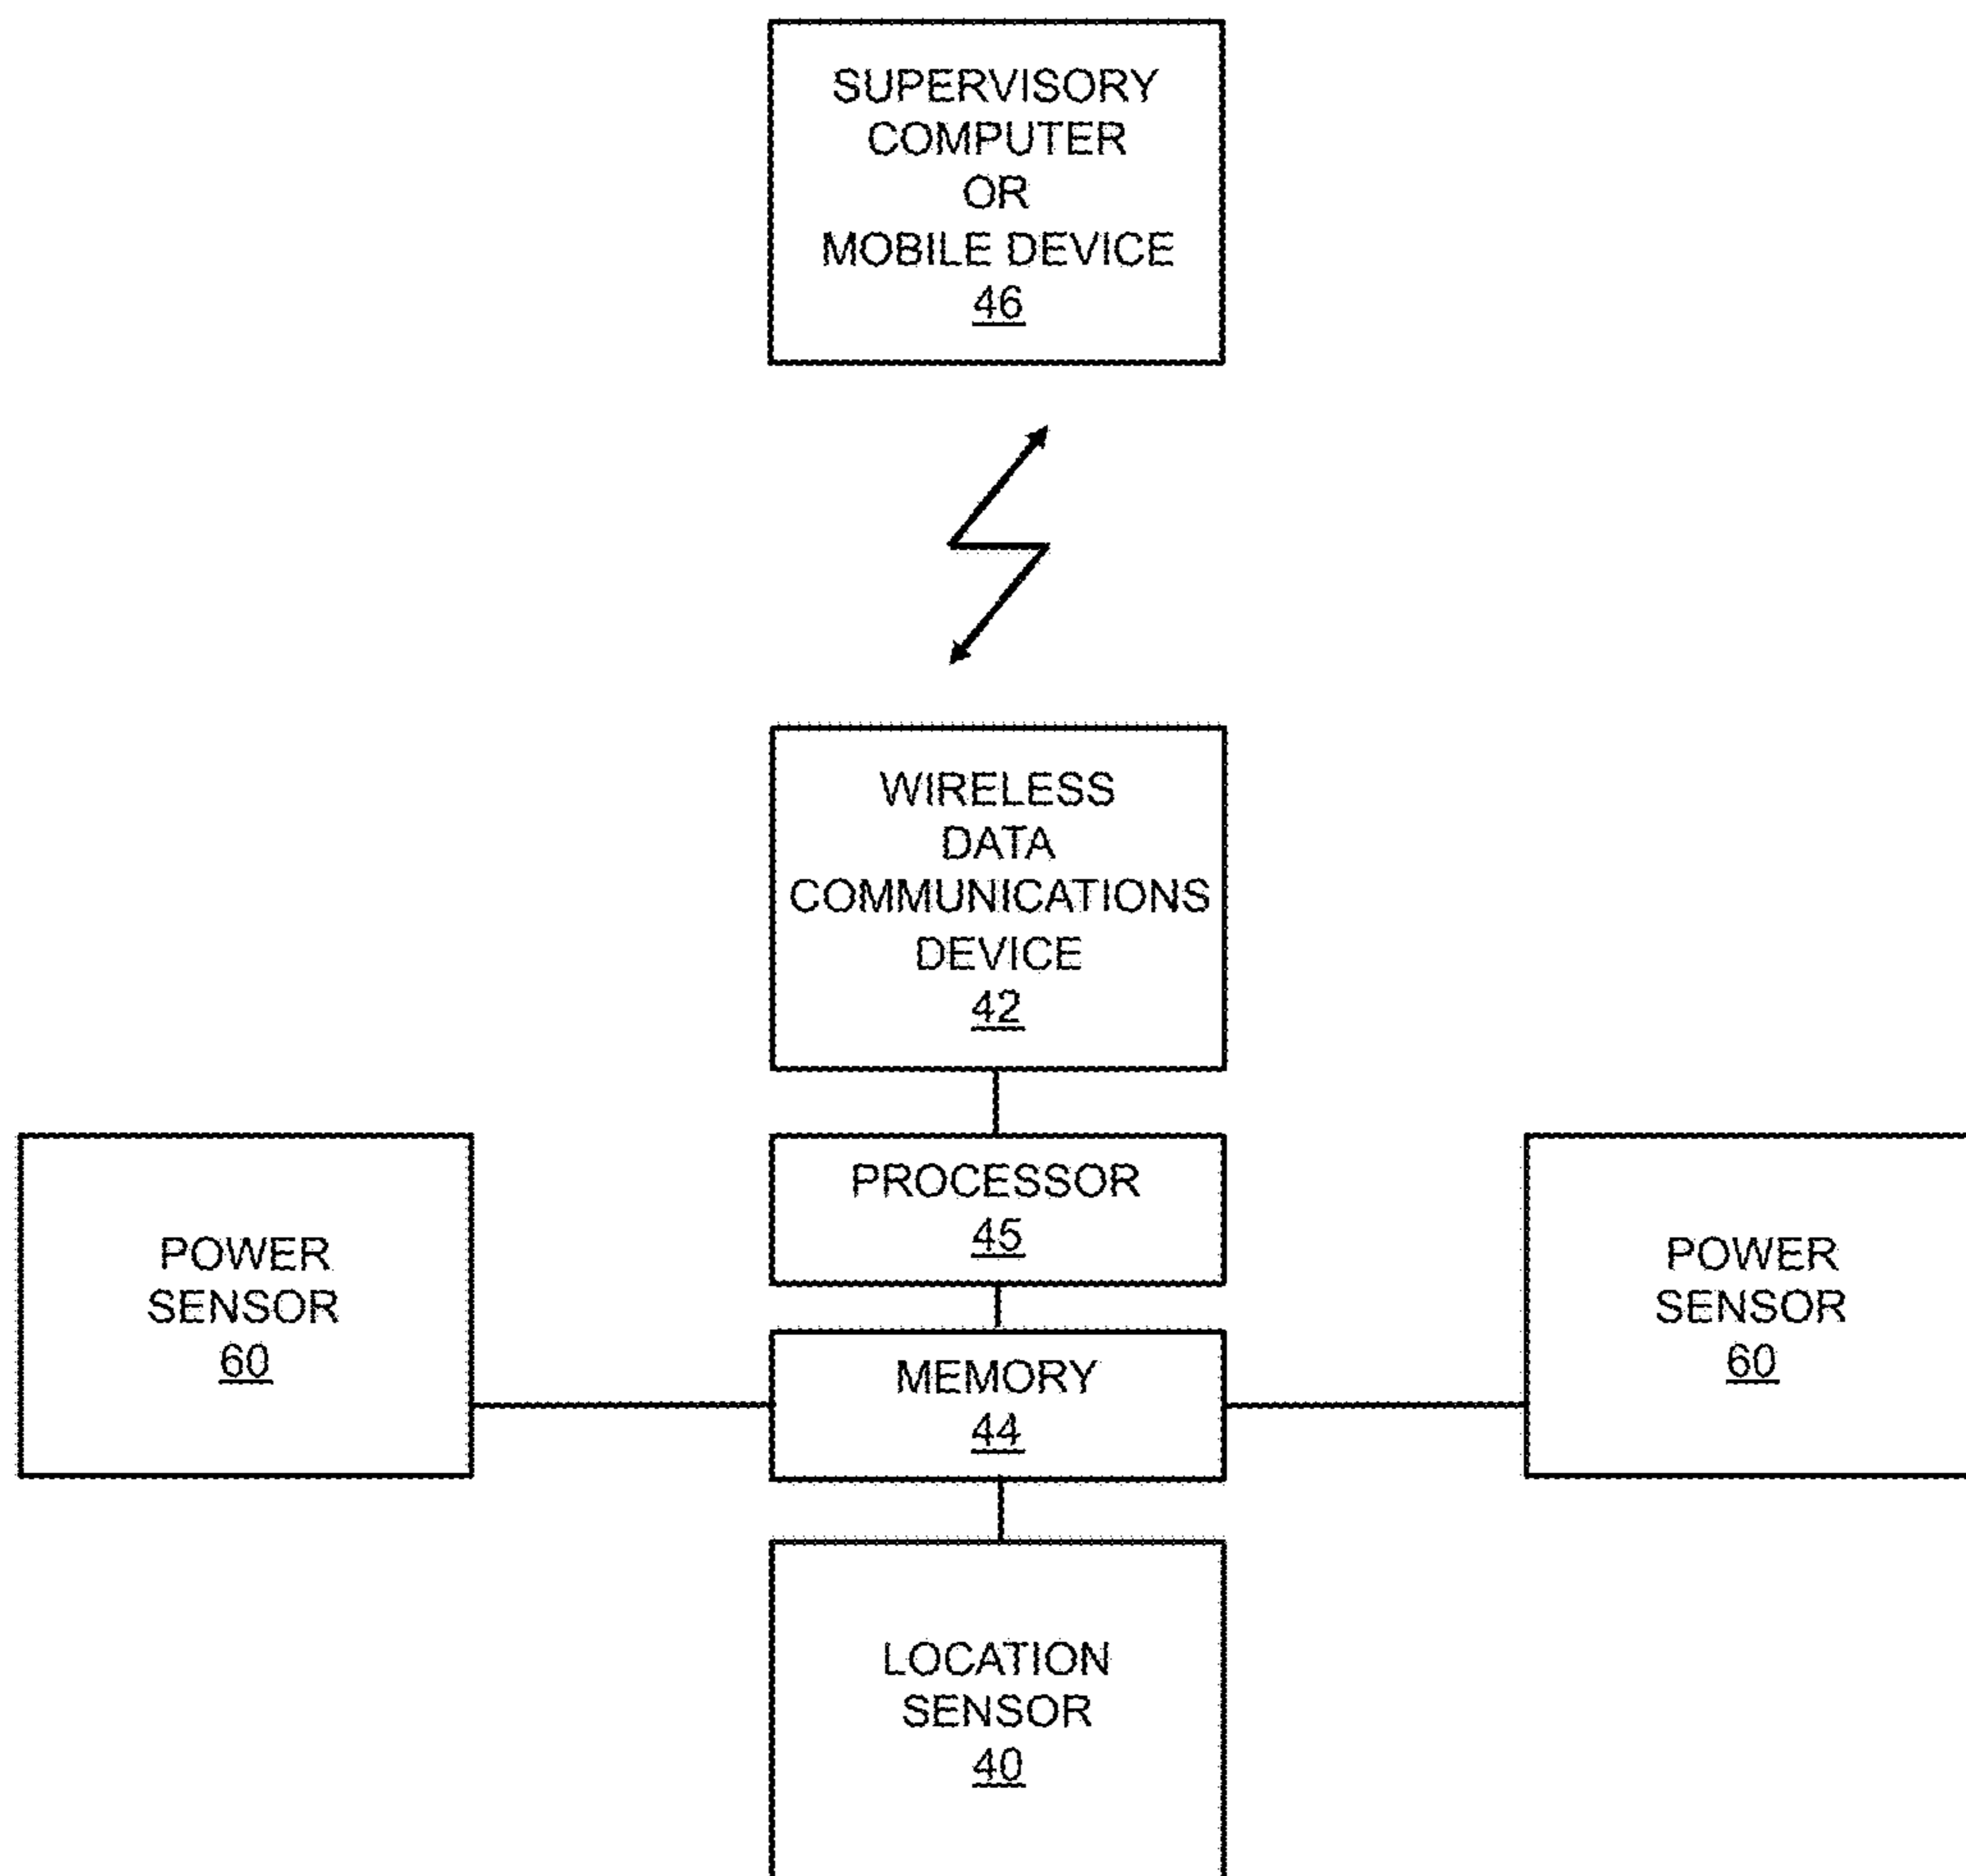 SUPERVISORY
COMPUTER
OR
MOBILE DEVICE
46
WIRELESS
DATA
COMMUNICATIONS
DEVICE
42
PROCESSOR
45
POWER
SENSOR
60
MEMORY
44
POWER
SENSOR
60
LOCATION
SENSOR
40